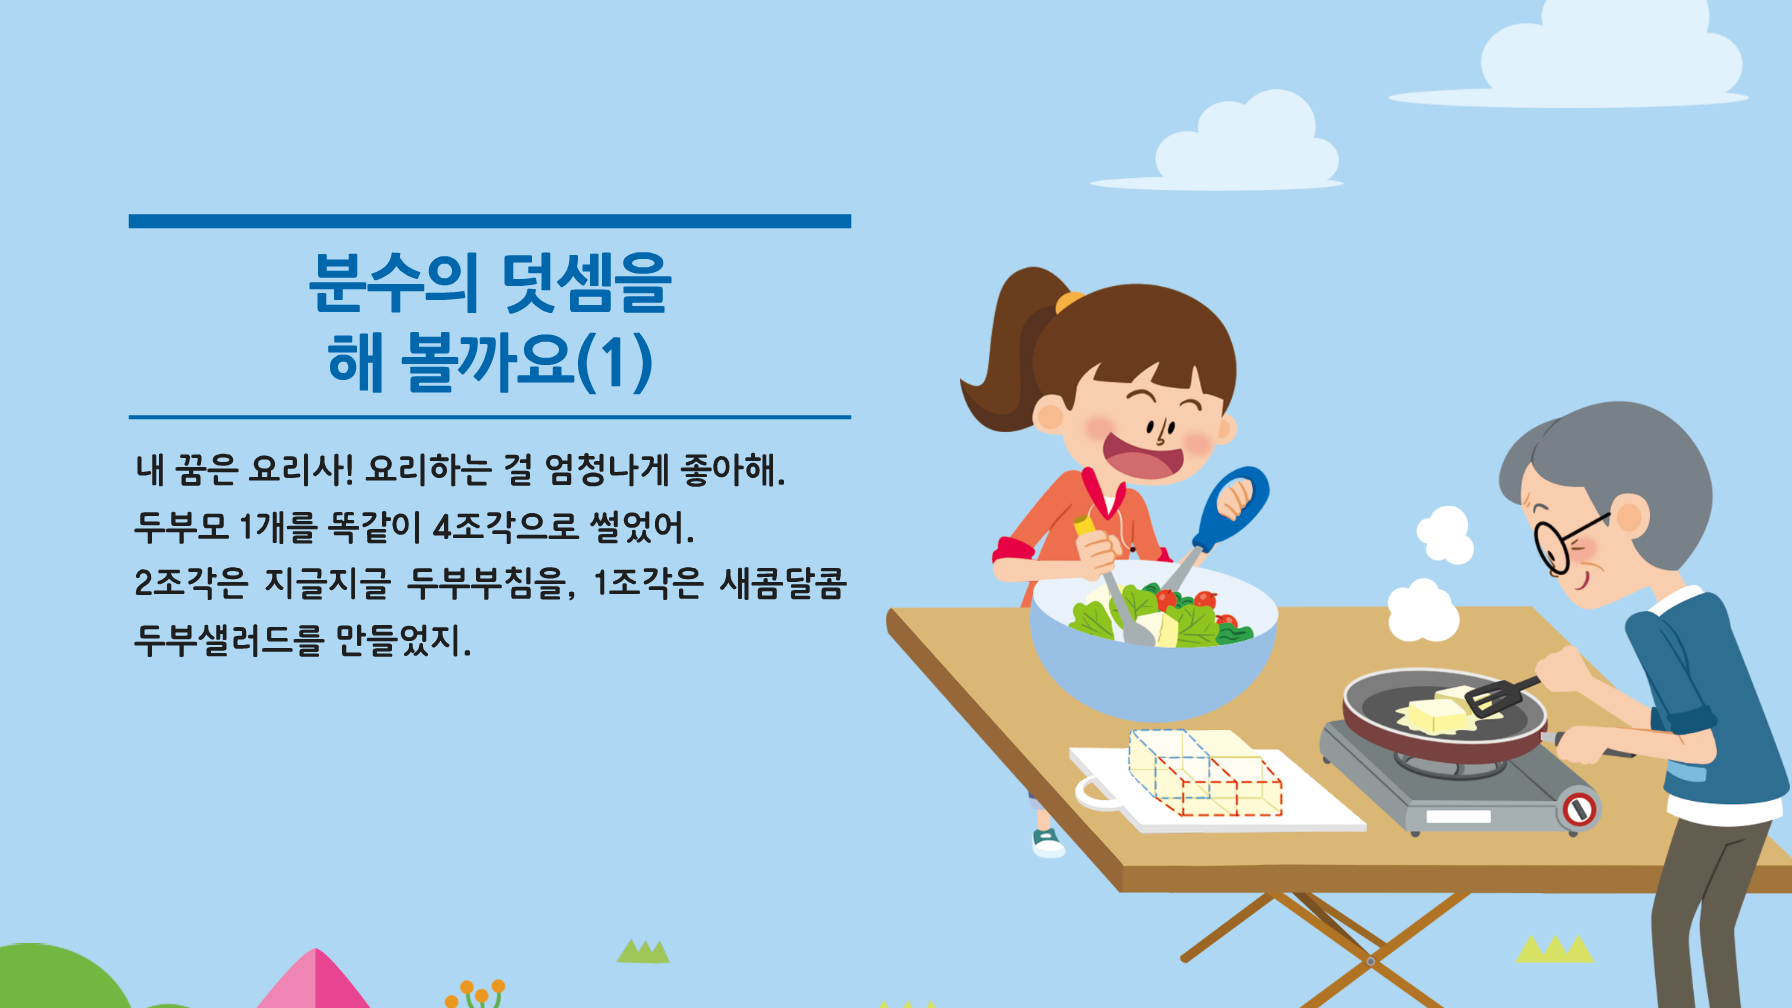 분수의 덧셈을
해 볼까요(1)
내 꿈은 요리사! 요리하는 걸 엄청나게 좋아해.
두부모 1개를 똑같이 4조각으로 썰었어.
2조각은 지글지글 두부부침을, 1조각은 새콤달콤
두부샐러드를 만들었지.